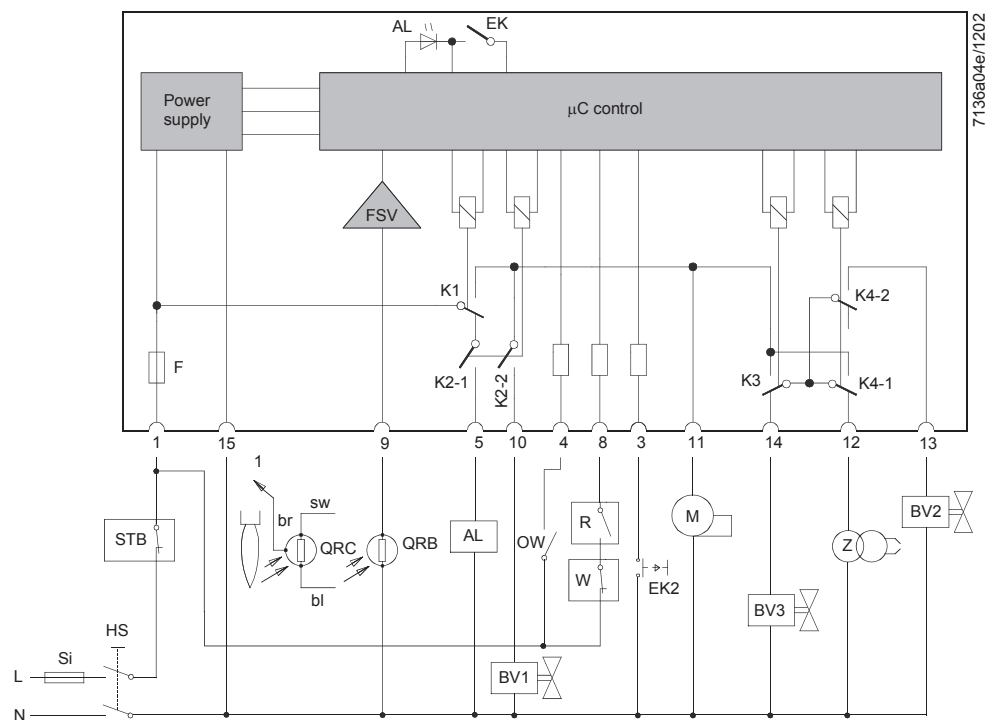 AL
EK
7136a04e/1202
Power
supply
µC control
FSV
K1
K4-2
F
K2-1
K2-2
K3
K4-1
1
15
9
5
10
4
8
3
11
14
12
13
1
sw
br
STB
QRC
QRB
AL
OW
R
M
BV2
W
Z
bl
EK2
BV3
HS
Si
BV1
L
N